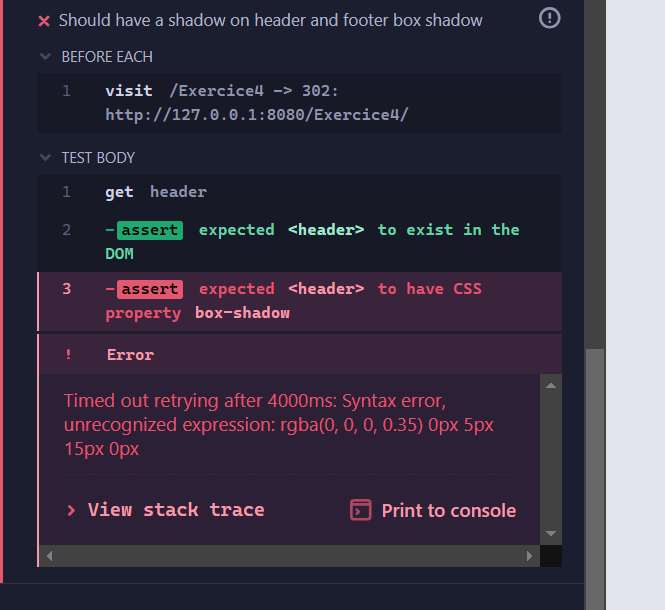 × Should have a shadow on header and footer box shadow
BEFORE EACH
1 visit /Exercice4 -> 302:
http://127.0.0.1:8080/Exercice4/
TEST BODY
1 get header
2 -assert expected <header> to exist in the
DOM
3 -assert expected <header> to have CSS
property box-shadow
! Error
Timed out retrying after 4000ms: Syntax error,
unrecognized expression: rgba(0, 0, 0, 0.35) 0px 5px
15px 0px
> View stack trace Print to console